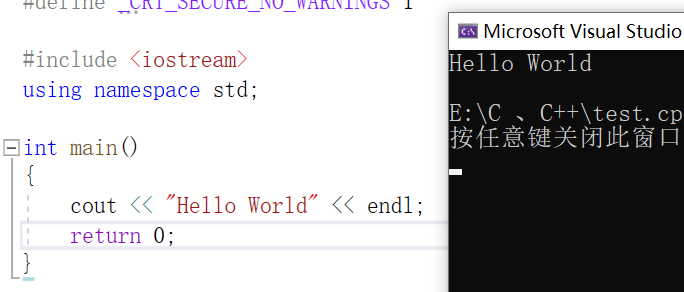 #define _CRT_SECURE_NO_WARNINGS 1
#include <iostream>
using namespace std;
int main()
{
cout << "Hello World" << endl;
return 0;
}
Microsoft Visual Studio
Hello World
E:\C 、C++\test.cp
按任意键关闭此窗口